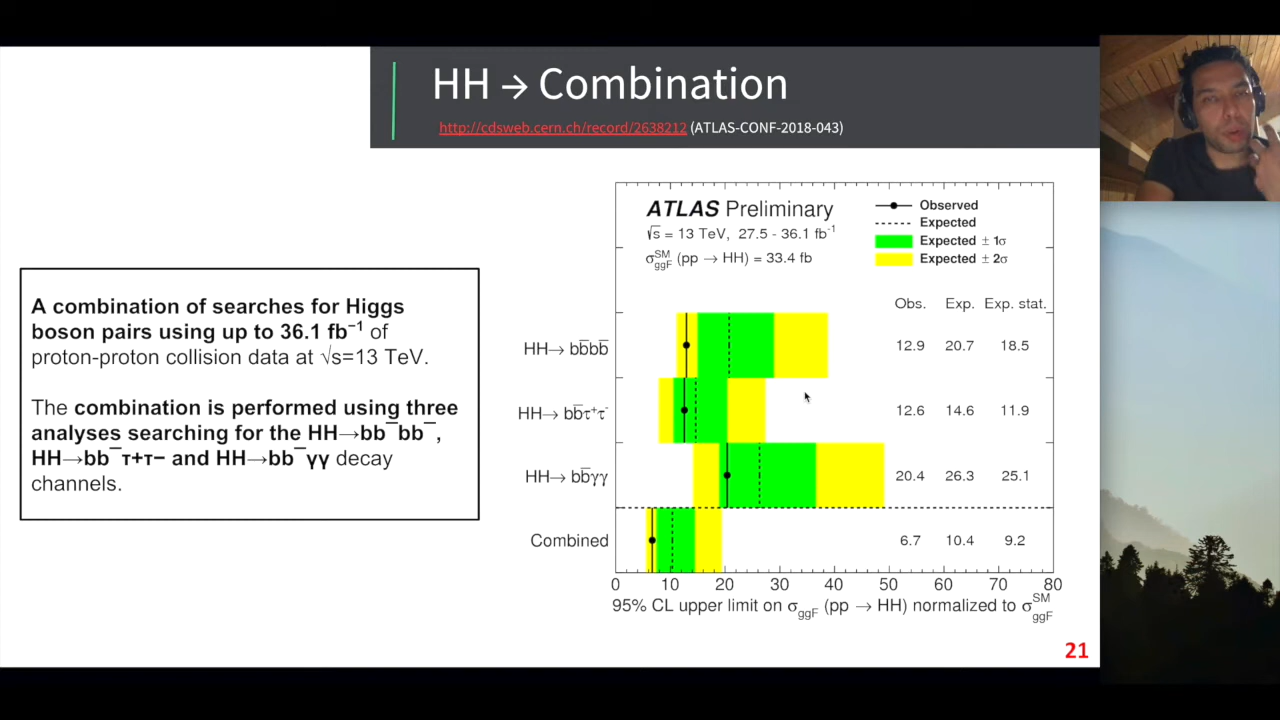 HH → Combination
http://cdsweb.cern.ch/record/2638212 (ATLAS-CONF-2018-043)
A combination of searches for Higgs
boson pairs using up to 36.1 fb⁻¹ of
proton-proton collision data at √s=13 TeV.
The combination is performed using three
analyses searching for the HH→bb¯bb¯,
HH→bb¯τ+τ− and HH→bb¯γγ decay
channels.
ATLAS Preliminary
√s = 13 TeV, 27.5 - 36.1 fb⁻¹
σ^SM_ggF (pp → HH) = 33.4 fb
Observed
Expected
Expected ± 1σ
Expected ± 2σ
Obs. Exp. Exp. stat.
HH→ bb̅bb̅ 12.9 20.7 18.5
HH→ bb̅τ⁺τ⁻ 12.6 14.6 11.9
HH→ bb̅γγ 20.4 26.3 25.1
Combined 6.7 10.4 9.2
0 10 20 30 40 50 60 70 80
95% CL upper limit on σ_ggF (pp → HH) normalized to σ^SM_ggF
21